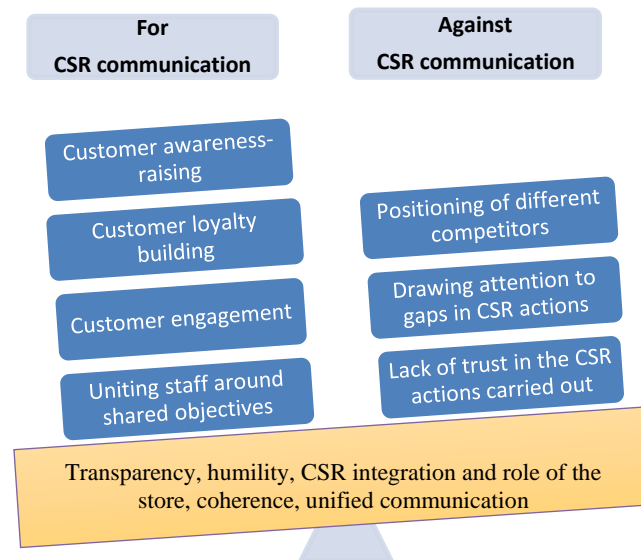 For
CSR communication
Against
CSR communication
Customer awareness-
raising
Customer loyalty
building
Customer engagement
Uniting staff around
shared objectives
Positioning of different
competitors
Drawing attention to
gaps in CSR actions
Lack of trust in the CSR
actions carried out
Transparency, humility, CSR integration and role of the
store, coherence, unified communication